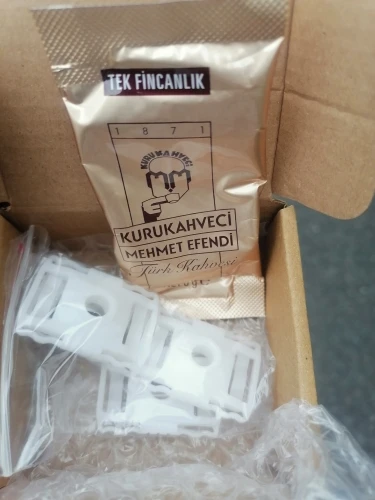 TEK FİNCANLIK
1871
KURUKAHVECİ
KURUKAHVECİ
MEHMET EFENDİ
Türk Kahvesi